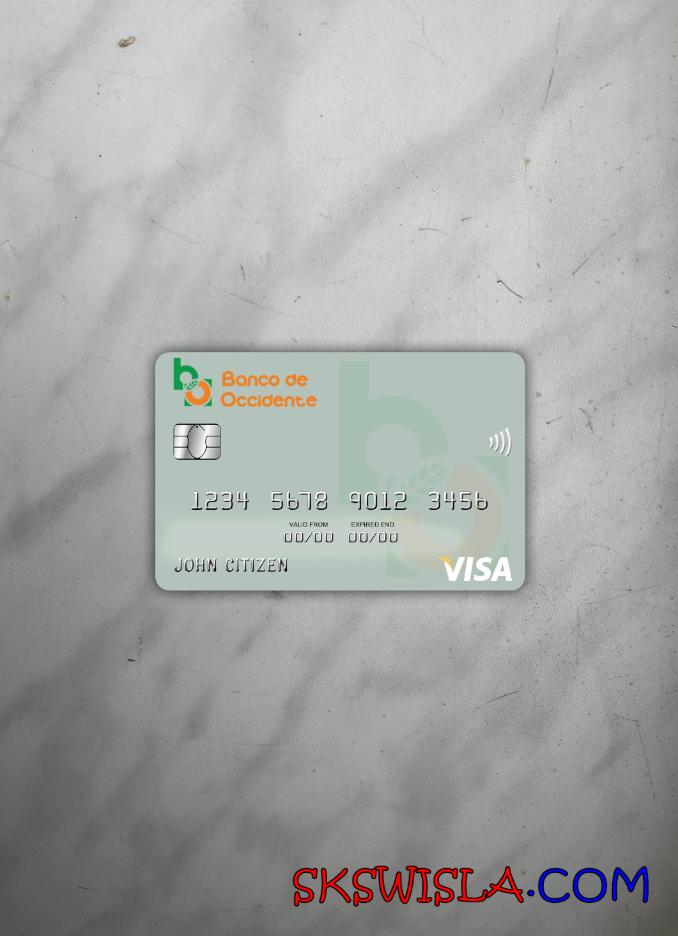 Banco de
Occidente
1234 5678 9012 3456
VALID FROM EXPIRED END
00/00 00/00
JOHN CITIZEN
VISA
SKSWISLA.COM